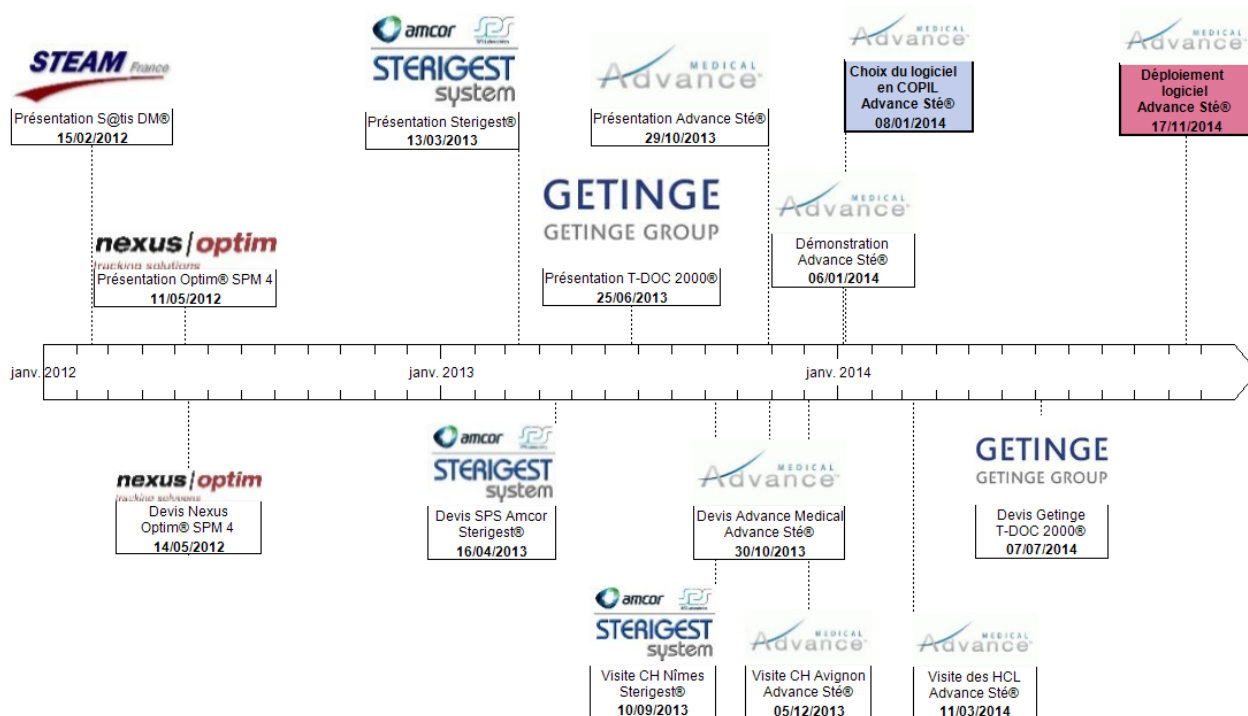 STEAM France
Présentation S@tis DM®
15/02/2012
nexus/optim
tracking solutions
Présentation Optim® SPM 4
11/05/2012
amcor SPS
STERIGEST
system
Présentation Sterigest®
13/03/2013
GETINGE
GETINGE GROUP
Présentation T-DOC 2000®
25/06/2013
MEDICAL
Advance
Présentation Advance Sté®
29/10/2013
MEDICAL
Advance
Démonstration
Advance Sté®
06/01/2014
MEDICAL
Advance
Choix du logiciel
en COPIL
Advance Sté®
08/01/2014
MEDICAL
Advance
Déploiement
logiciel
Advance Sté®
17/11/2014
janv. 2012
janv. 2013
janv. 2014
nexus/optim
tracking solutions
Devis Nexus
Optim® SPM 4
14/05/2012
amcor SPS
STERIGEST
system
Devis SPS Amcor
Sterigest®
16/04/2013
amcor SPS
STERIGEST
system
Visite CH Nîmes
Sterigest®
10/09/2013
MEDICAL
Advance
Devis Advance Medical
Advance Sté®
30/10/2013
MEDICAL
Advance
Visite CH Avignon
Advance Sté®
05/12/2013
MEDICAL
Advance
Visite des HCL
Advance Sté®
11/03/2014
GETINGE
GETINGE GROUP
Devis Getinge
T-DOC 2000®
07/07/2014